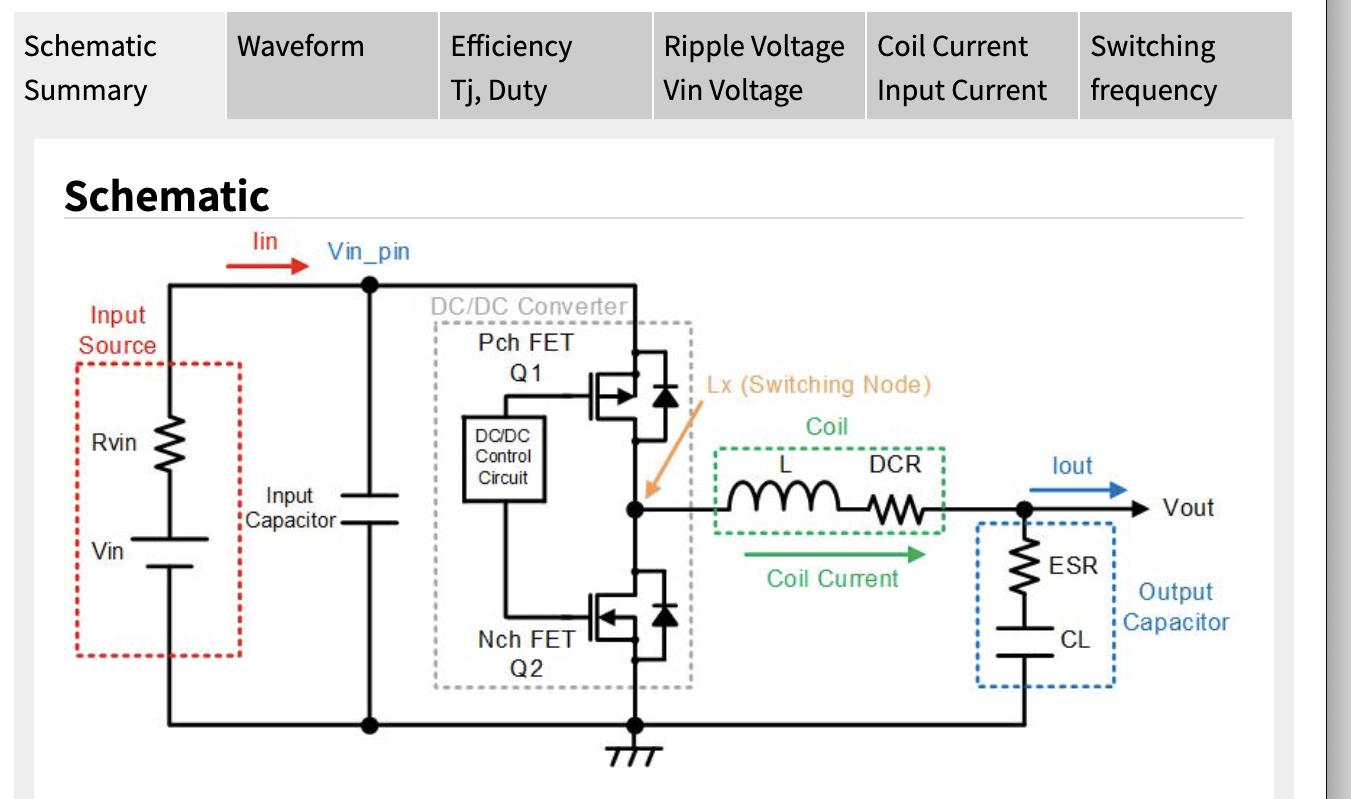 Schematic
Summary
Waveform
Efficiency
Tj, Duty
Ripple Voltage
Vin Voltage
Coil Current
Input Current
Switching
frequency
Schematic
Iin
Vin_pin
Input
Source
DC/DC Converter
Pch FET
Q1
Lx (Switching Node)
Coil
DC/DC
Control
Circuit
Rvin
L
DCR
Iout
Input
Capacitor
Vout
Vin
Coil Current
ESR
Output
Capacitor
Nch FET
Q2
CL